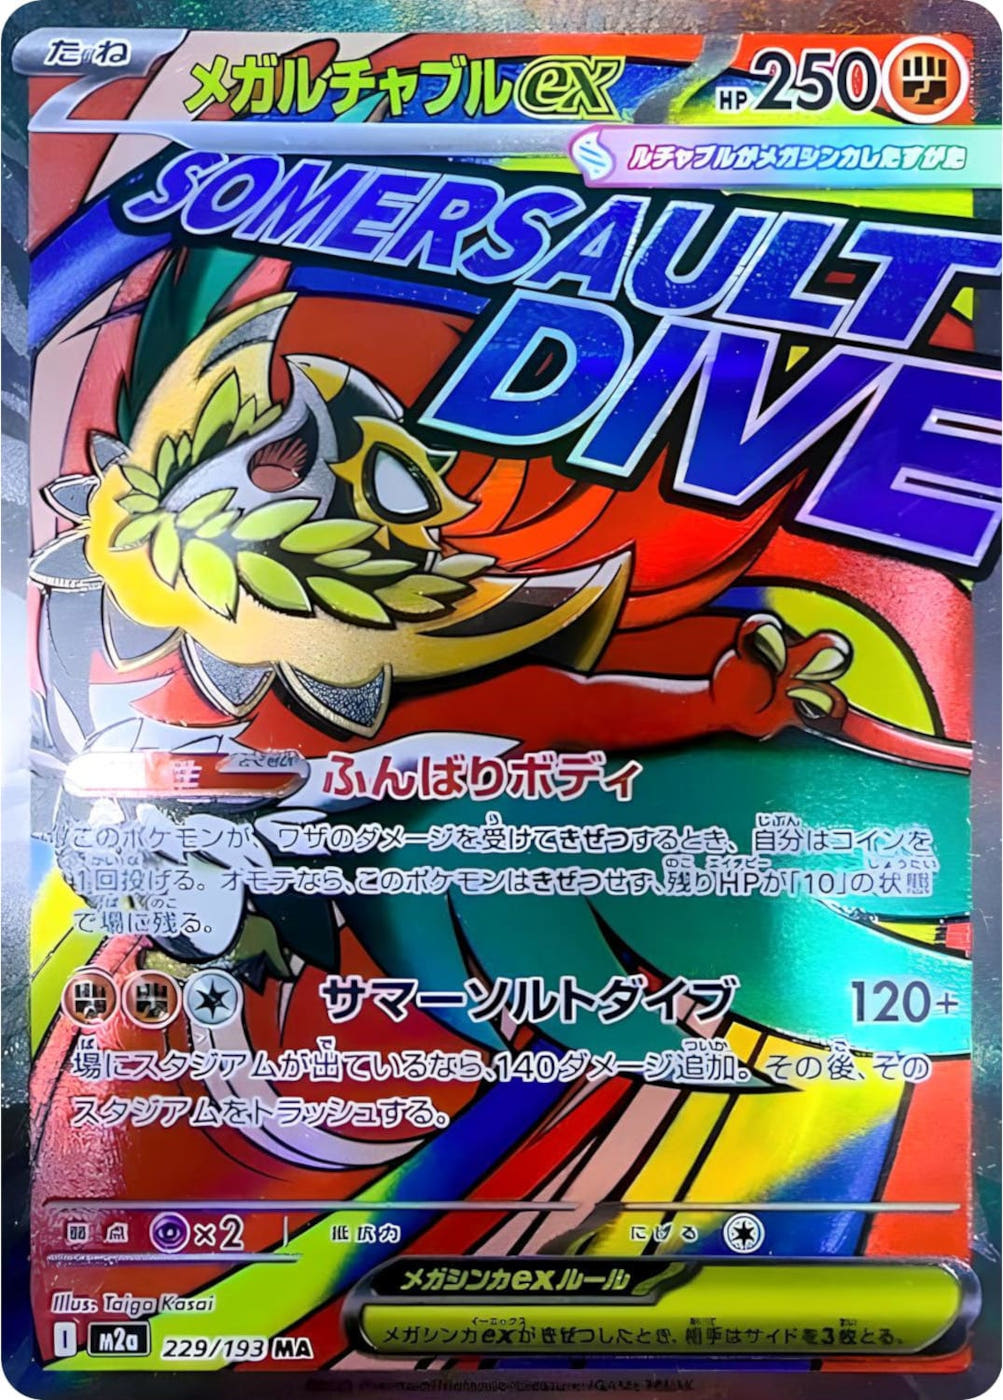 たね
メガルチャブルex
HP 250
ルチャブルがメガシンカしたすがた
SOMERSAULT
DIVE
特性 ふんばりボディ
このポケモンが、ワザのダメージを受けてきぜつするとき、自分はコインを
1回投げる。オモテなら、このポケモンはきぜつせず、残りHPが「10」の状態
で場に残る。
サマーソルトダイブ 120+
場にスタジアムが出ているなら、140ダメージ追加。その後、その
スタジアムをトラッシュする。
弱点 ×2 抵抗力 にげる
メガシンカexルール
メガシンカexがきぜつしたとき、相手はサイドを3枚とる。
Illus. Taiga Kasai
I m2a 229/193 MA